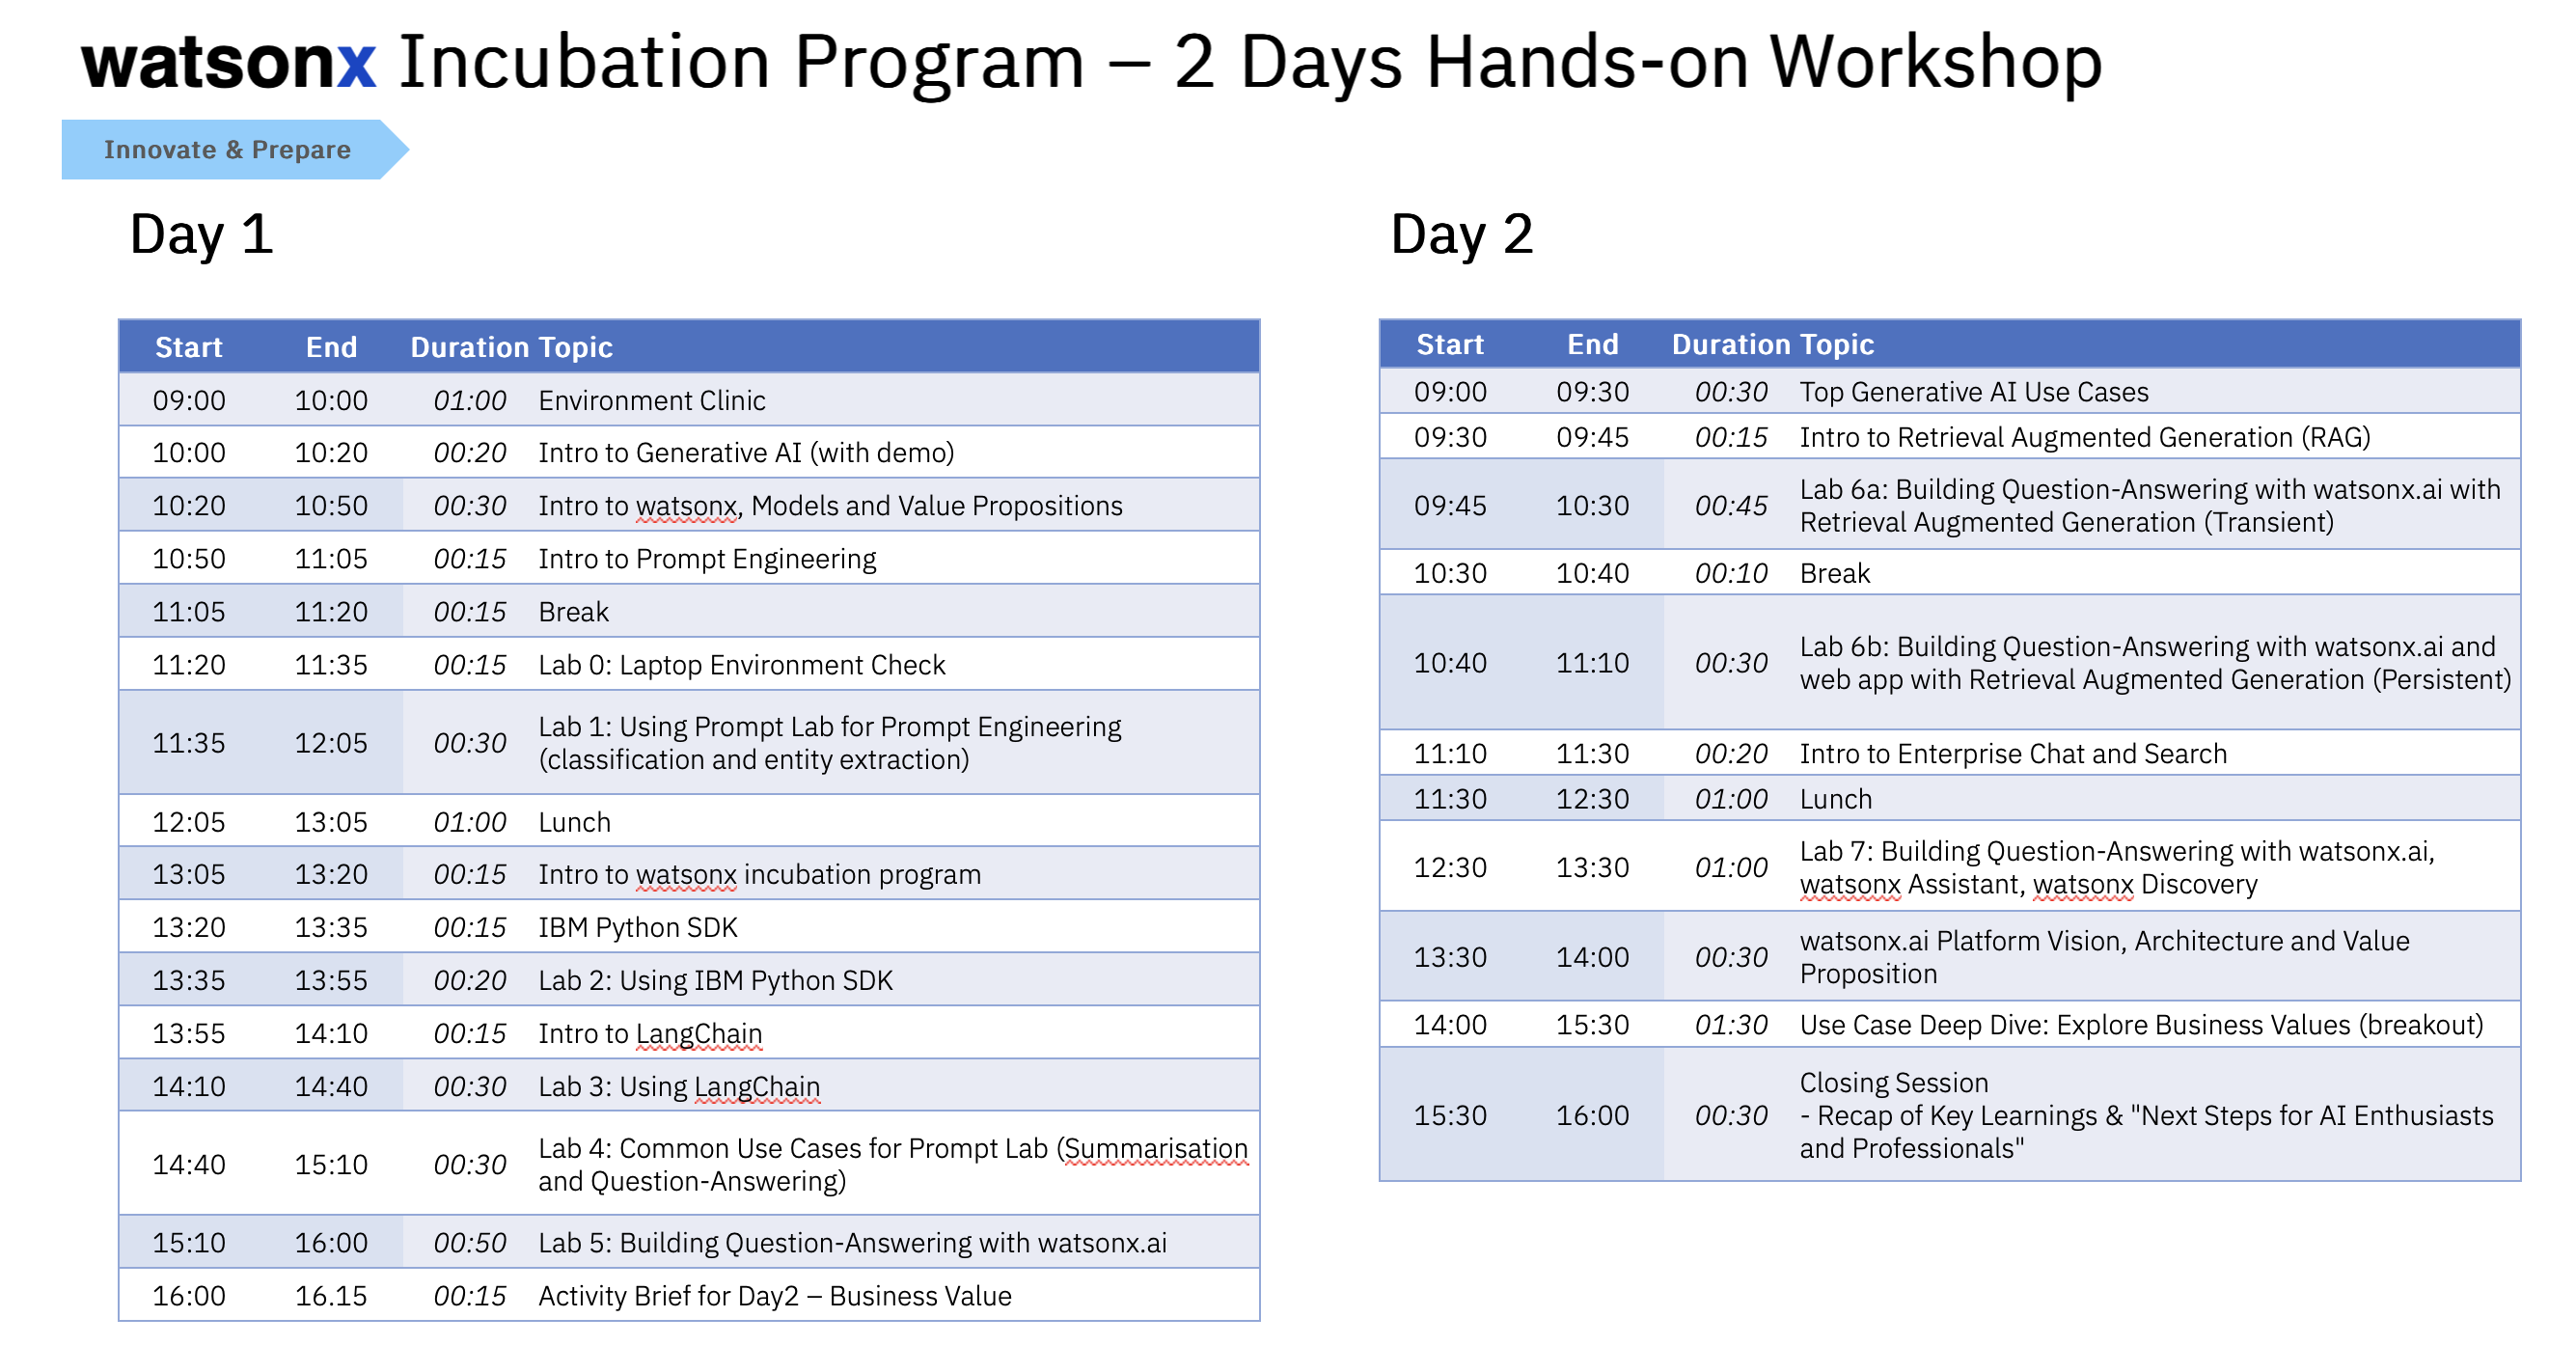 watsonx Incubation Program – 2 Days Hands-on Workshop
Innovate & Prepare
Day 1
Start End Duration Topic
09:00 10:00 01:00 Environment Clinic
10:00 10:20 00:20 Intro to Generative AI (with demo)
10:20 10:50 00:30 Intro to watsonx, Models and Value Propositions
10:50 11:05 00:15 Intro to Prompt Engineering
11:05 11:20 00:15 Break
11:20 11:35 00:15 Lab 0: Laptop Environment Check
11:35 12:05 00:30 Lab 1: Using Prompt Lab for Prompt Engineering
(classification and entity extraction)
12:05 13:05 01:00 Lunch
13:05 13:20 00:15 Intro to watsonx incubation program
13:20 13:35 00:15 IBM Python SDK
13:35 13:55 00:20 Lab 2: Using IBM Python SDK
13:55 14:10 00:15 Intro to LangChain
14:10 14:40 00:30 Lab 3: Using LangChain
14:40 15:10 00:30 Lab 4: Common Use Cases for Prompt Lab (Summarisation
and Question-Answering)
15:10 16:00 00:50 Lab 5: Building Question-Answering with watsonx.ai
16:00 16.15 00:15 Activity Brief for Day2 – Business Value
Day 2
Start End Duration Topic
09:00 09:30 00:30 Top Generative AI Use Cases
09:30 09:45 00:15 Intro to Retrieval Augmented Generation (RAG)
09:45 10:30 00:45 Lab 6a: Building Question-Answering with watsonx.ai with
Retrieval Augmented Generation (Transient)
10:30 10:40 00:10 Break
10:40 11:10 00:30 Lab 6b: Building Question-Answering with watsonx.ai and
web app with Retrieval Augmented Generation (Persistent)
11:10 11:30 00:20 Intro to Enterprise Chat and Search
11:30 12:30 01:00 Lunch
12:30 13:30 01:00 Lab 7: Building Question-Answering with watsonx.ai,
watsonx Assistant, watsonx Discovery
13:30 14:00 00:30 watsonx.ai Platform Vision, Architecture and Value
Proposition
14:00 15:30 01:30 Use Case Deep Dive: Explore Business Values (breakout)
15:30 16:00 00:30 Closing Session
- Recap of Key Learnings & "Next Steps for AI Enthusiasts
and Professionals"